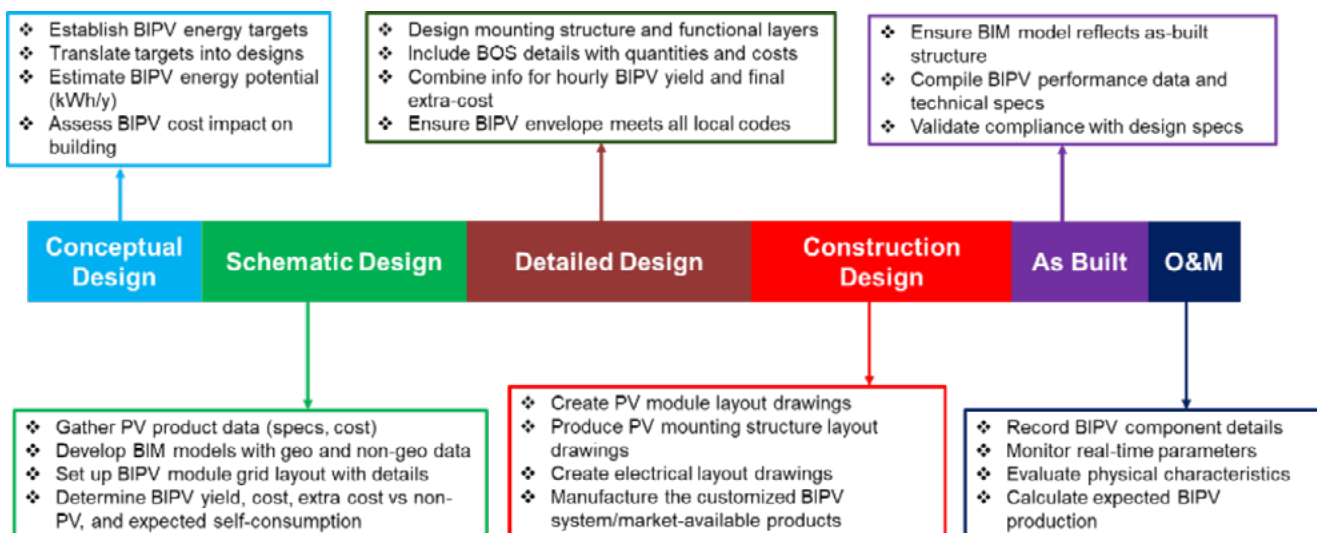 ❖ Establish BIPV energy targets
❖ Translate targets into designs
❖ Estimate BIPV energy potential
(kWh/y)
❖ Assess BIPV cost impact on
building
❖ Design mounting structure and functional layers
❖ Include BOS details with quantities and costs
❖ Combine info for hourly BIPV yield and final
extra-cost
❖ Ensure BIPV envelope meets all local codes
❖ Ensure BIM model reflects as-built
structure
❖ Compile BIPV performance data and
technical specs
❖ Validate compliance with design specs
Conceptual
Design
Schematic Design
Detailed Design
Construction
Design
As Built
O&M
❖ Gather PV product data (specs, cost)
❖ Develop BIM models with geo and non-geo data
❖ Set up BIPV module grid layout with details
❖ Determine BIPV yield, cost, extra cost vs non-
PV, and expected self-consumption
❖ Create PV module layout drawings
❖ Produce PV mounting structure layout
drawings
❖ Create electrical layout drawings
❖ Manufacture the customized BIPV
system/market-available products
❖ Record BIPV component details
❖ Monitor real-time parameters
❖ Evaluate physical characteristics
❖ Calculate expected BIPV
production